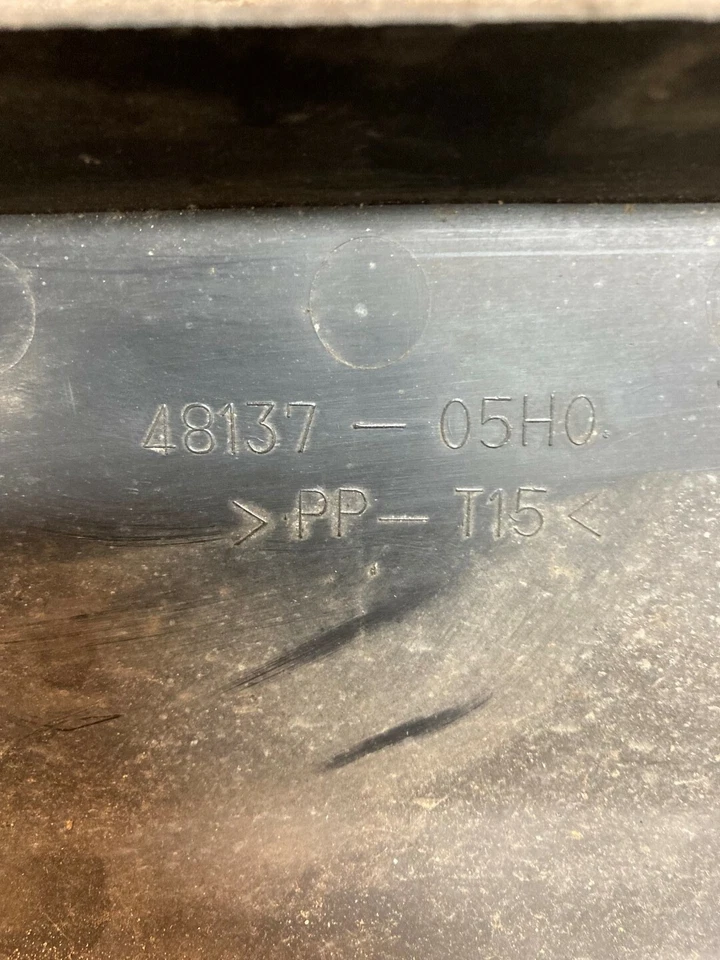 48137 — 05H0
>PP — T15<